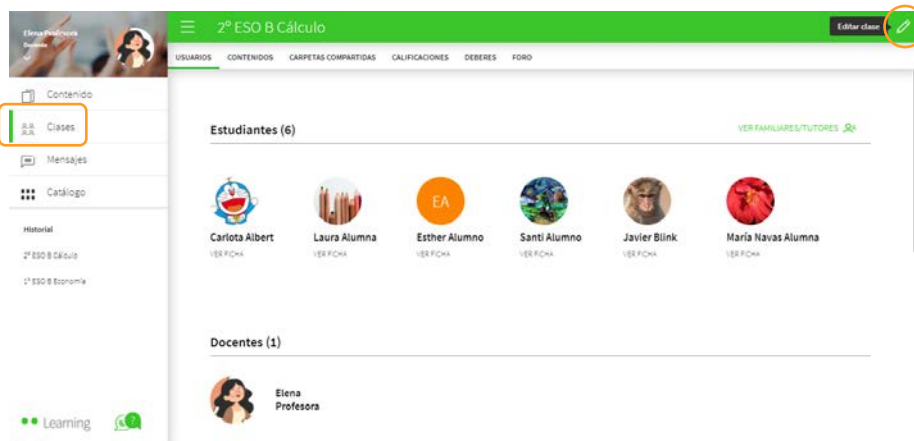 Elena Profesora
Docente
2º ESO B Cálculo
Editar clase
USUARIOS CONTENIDOS CARPETAS COMPARTIDAS CALIFICACIONES DEBERES FORO
Contenido
Clases
Mensajes
Catálogo
Historial
2º ESO B Cálculo
1º ESO B Economía
Learning
?
Estudiantes (6)
VER FAMILIARES/TUTORES
EA
Carlota Albert
VER FICHA
Laura Alumna
VER FICHA
Esther Alumno
VER FICHA
Santi Alumno
VER FICHA
Javier Blink
VER FICHA
María Navas Alumna
VER FICHA
Docentes (1)
Elena
Profesora